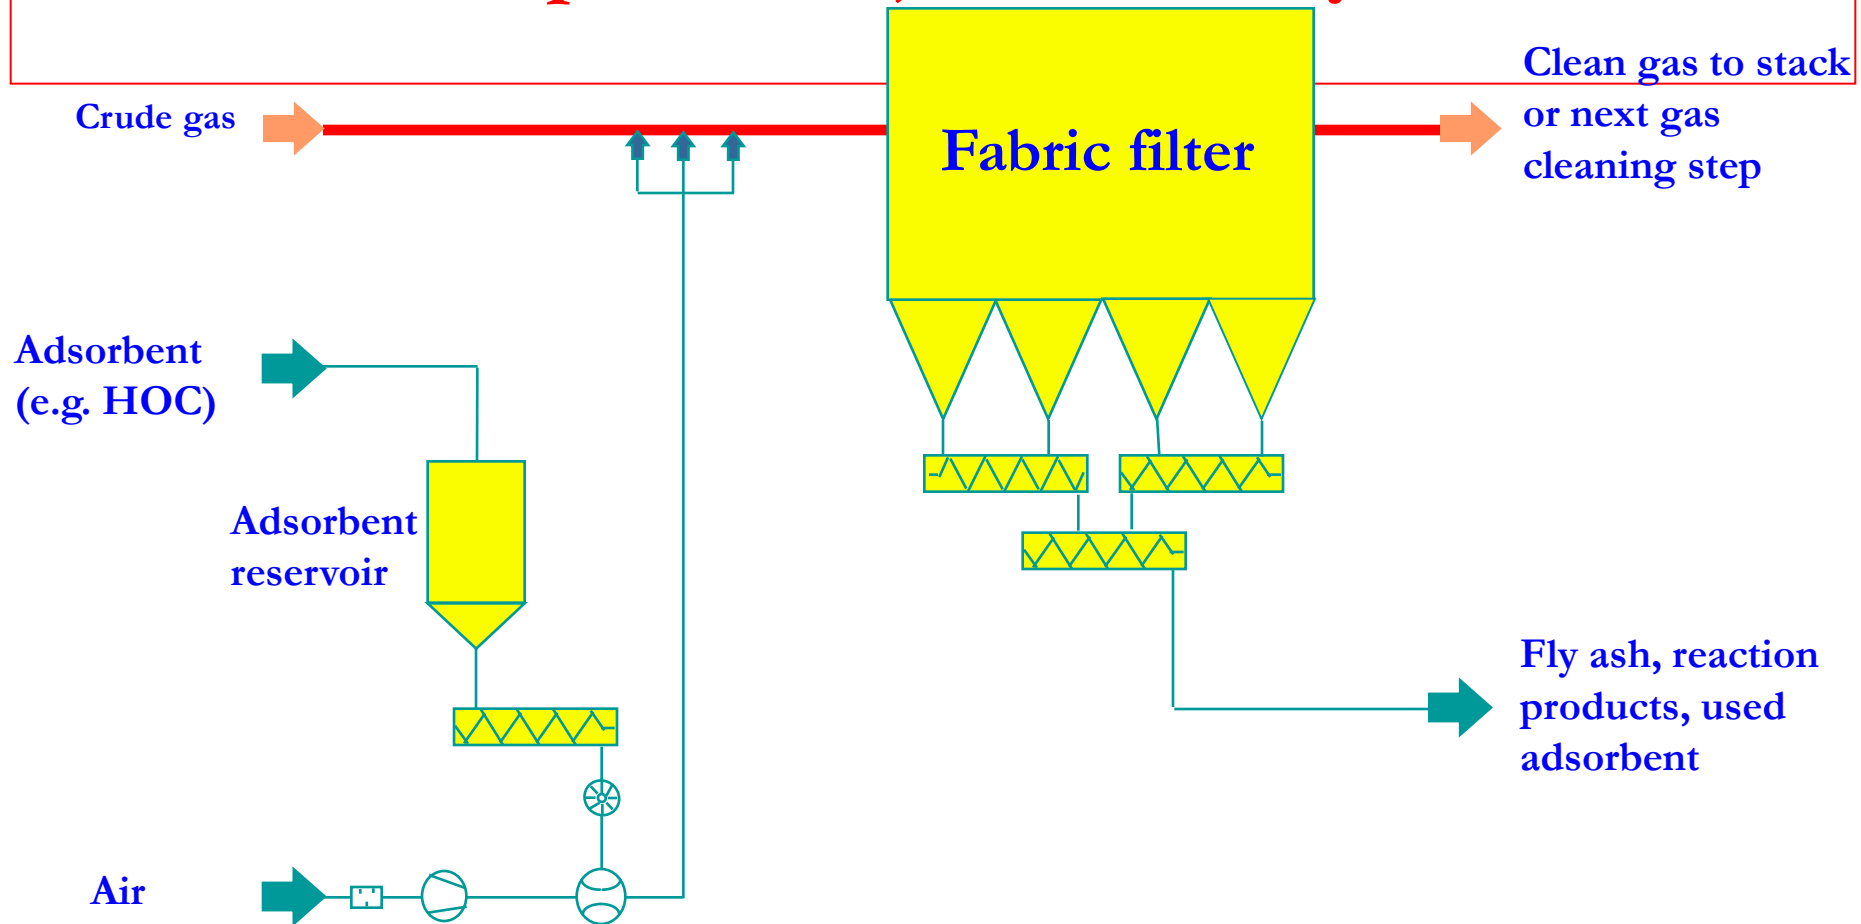 Crude gas
Fabric filter
Clean gas to stack
or next gas
cleaning step
Adsorbent
(e.g. HOC)
Adsorbent
reservoir
Fly ash, reaction
products, used
adsorbent
Air